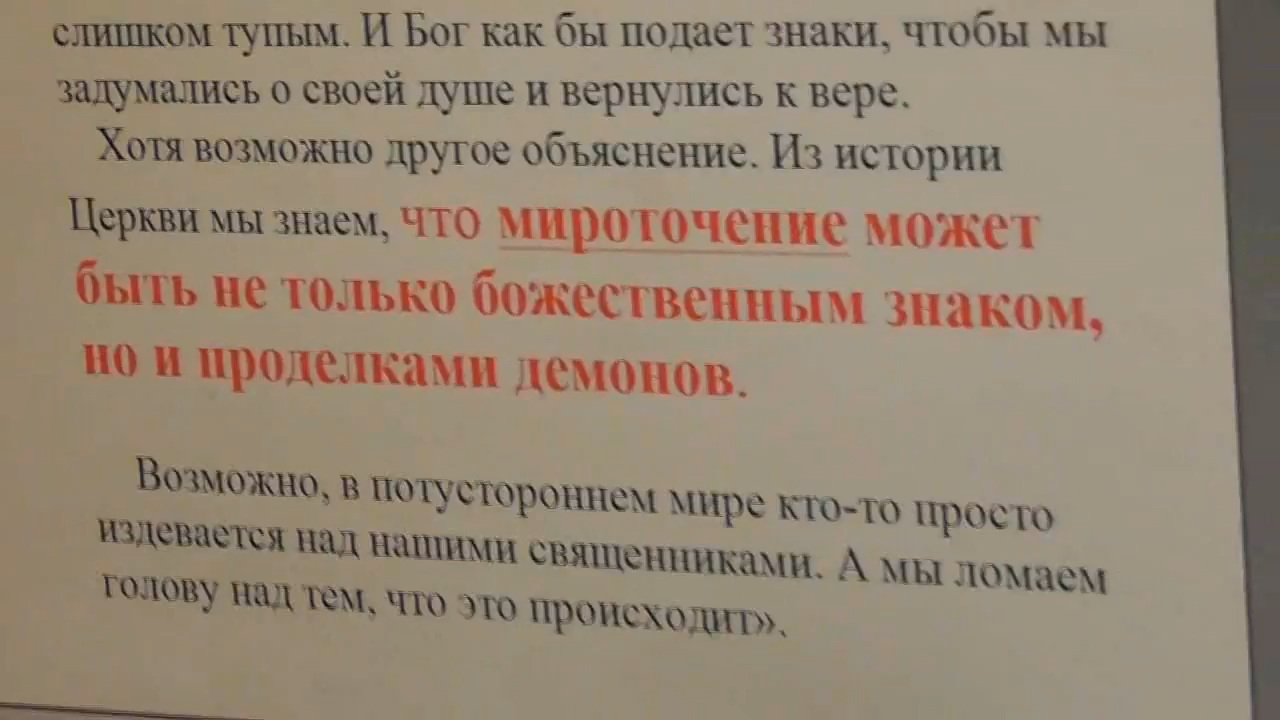 слишком тупым. И Бог как бы подает знаки, чтобы мы
задумались о своей душе и вернулись к вере.
Хотя возможно другое объяснение. Из истории
Церкви мы знаем, что мироточение может
быть не только божественным знаком,
но и проделками демонов.
Возможно, в потустороннем мире кто-то просто
издевается над нашими священниками. А мы ломаем
голову над тем, что это происходит».